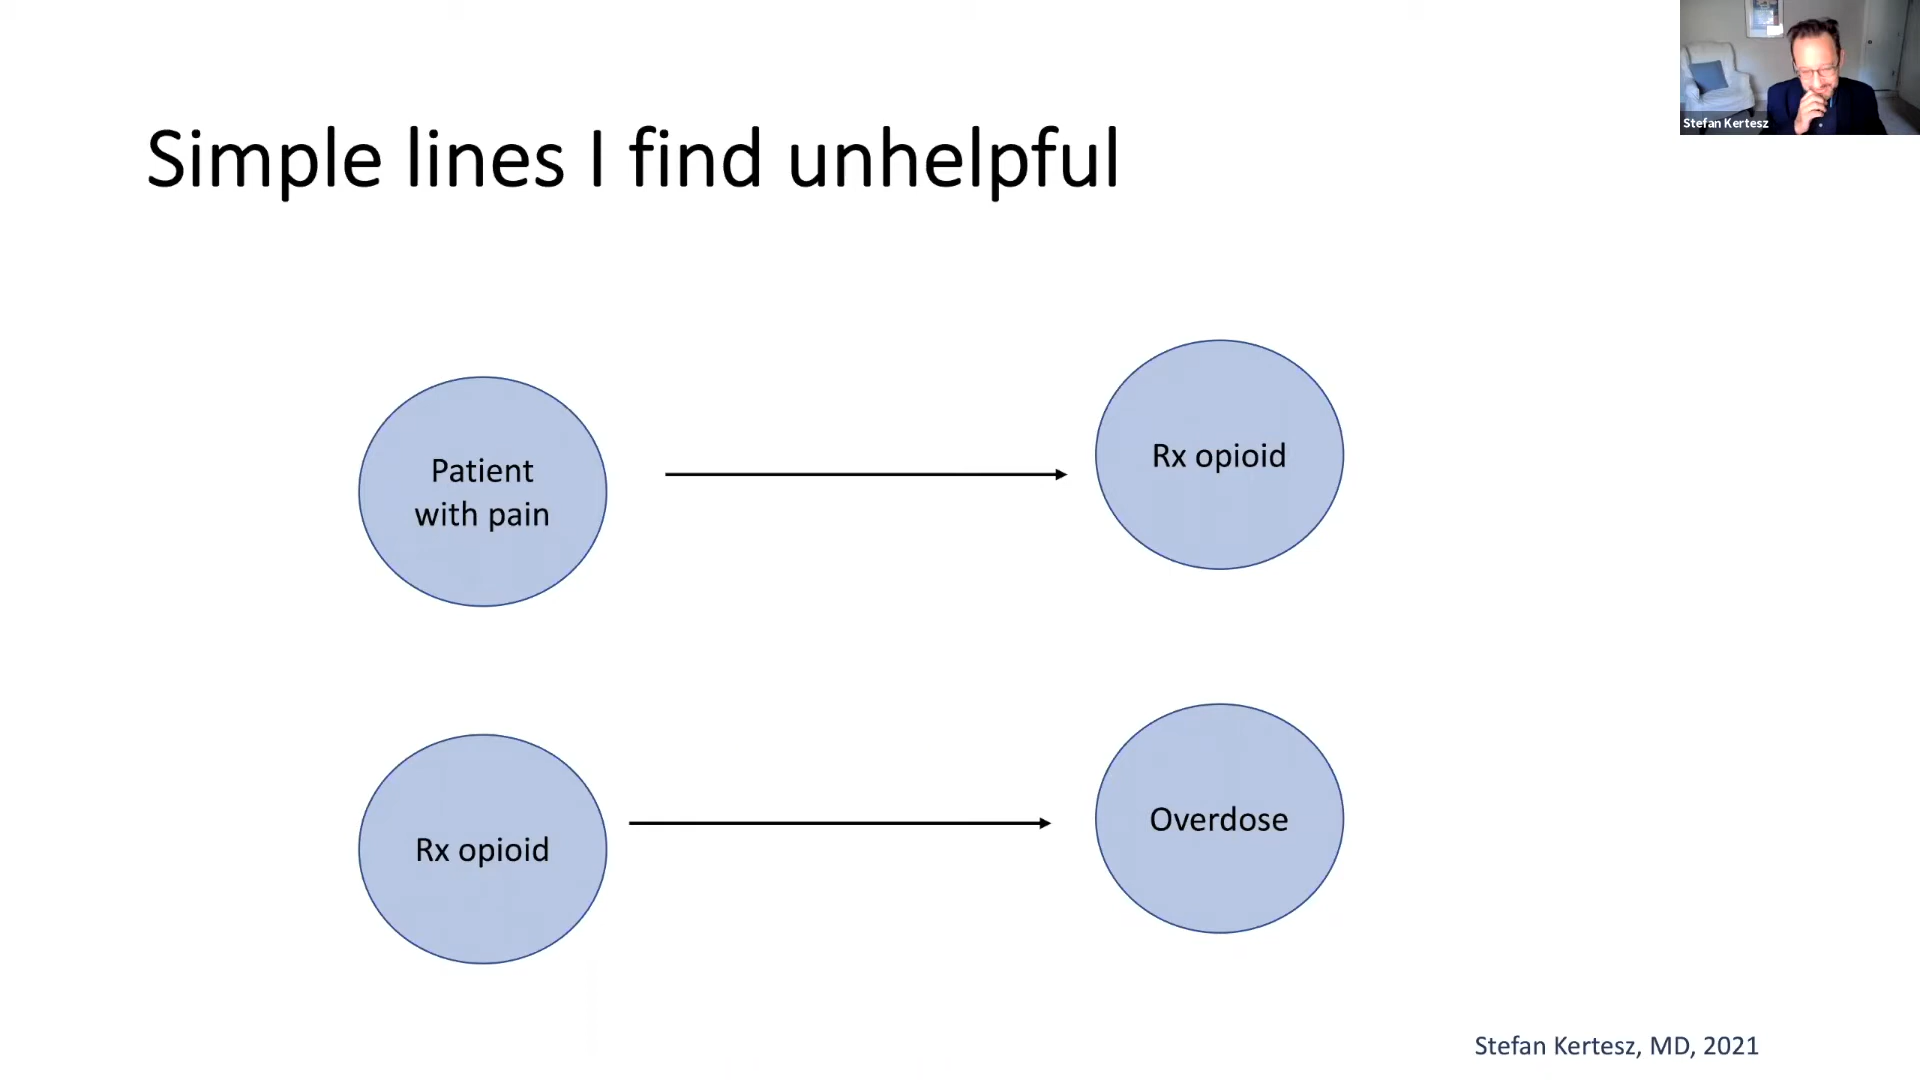 Stefan Kertesz
Simple lines I find unhelpful
Patient
with pain
Rx opioid
Rx opioid
Overdose
Stefan Kertesz, MD, 2021